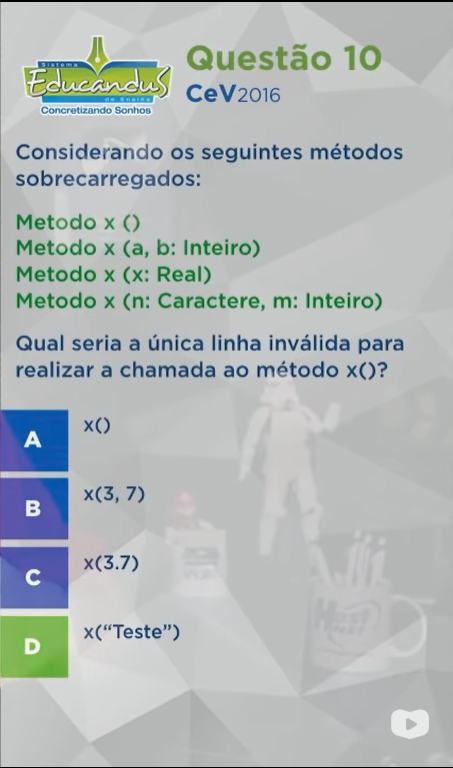 Sistema
Educandus
de Ensino
Concretizando Sonhos
Questão 10
CeV2016
Considerando os seguintes métodos
sobrecarregados:
Metodo x ()
Metodo x (a, b: Inteiro)
Metodo x (x: Real)
Metodo x (n: Caractere, m: Inteiro)
Qual seria a única linha inválida para
realizar a chamada ao método x()?
A
x()
B
x(3, 7)
C
x(3.7)
D
x(“Teste”)